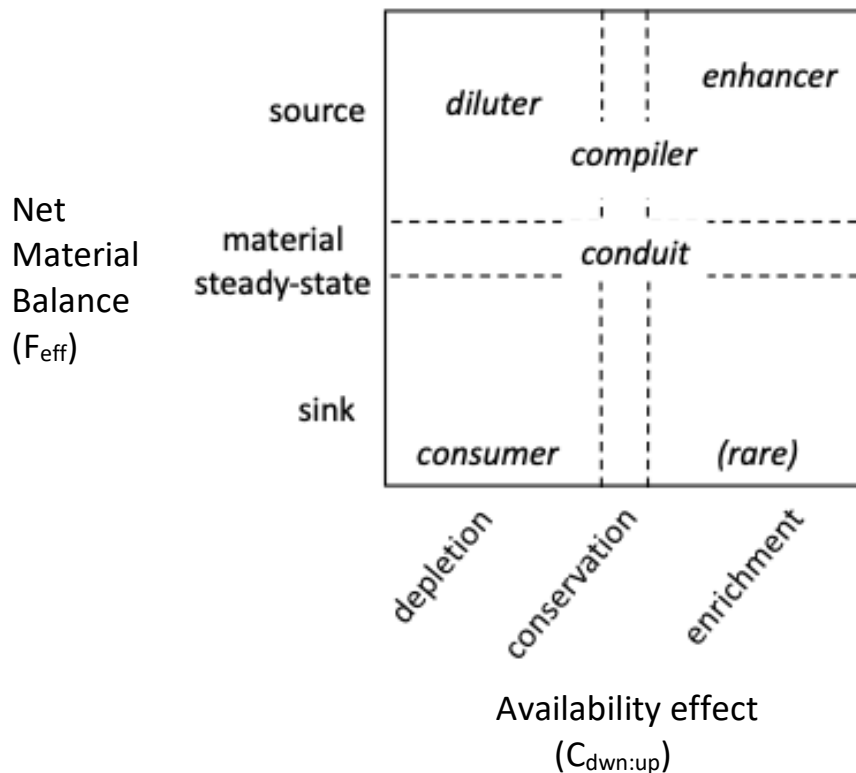 enhancer
diluter
source
compiler
Net
Material
Balance
(Feff)
material
steady-state
conduit
sink
consumer
(rare)
depletion
conservation
enrichment
Availability effect
(Cdwn:up)